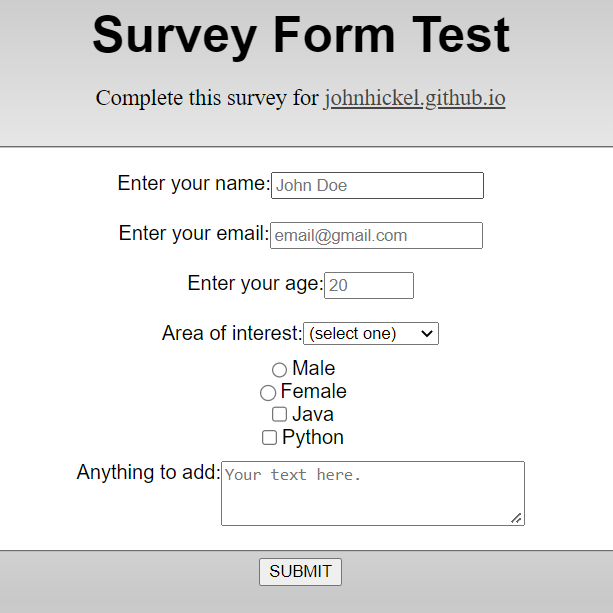 Survey Form Test
Complete this survey for johnhickel.github.io
Enter your name: John Doe
Enter your email: email@gmail.com
Enter your age: 20
Area of interest: (select one)
Male
Female
Java
Python
Anything to add: Your text here.
SUBMIT